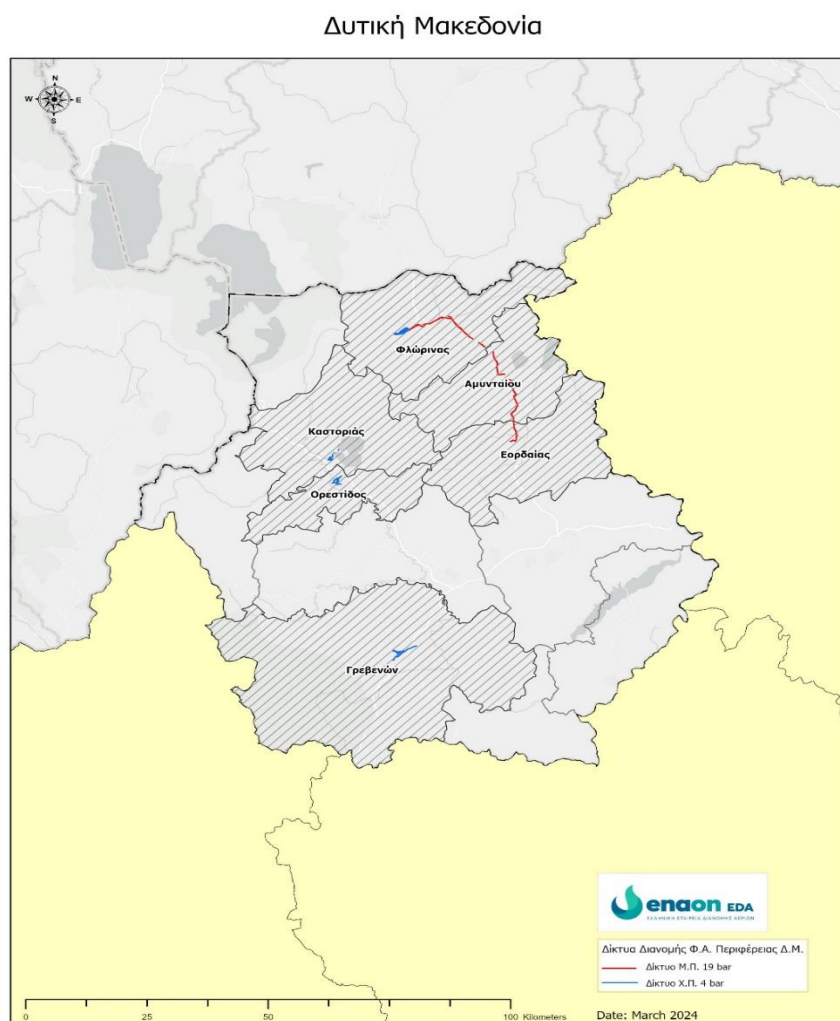 Δυτική Μακεδονία
N
W E
S
Φλώρινας
Αμυνταίου
Καστοριάς
Εορδαίας
Ορεστίδος
Γρεβενών
enaon EDA
ΕΛΛΗΝΙΚΗ ΕΤΑΙΡΕΙΑ ΔΙΑΝΟΜΗΣ ΑΕΡΙΩΝ
Δίκτυα Διανομής Φ.Α. Περιφέρειας Δ.Μ.
Δίκτυο Μ.Π. 19 bar
Δίκτυο Χ.Π. 4 bar
0 25 50 100 Kilometers
Date: March 2024